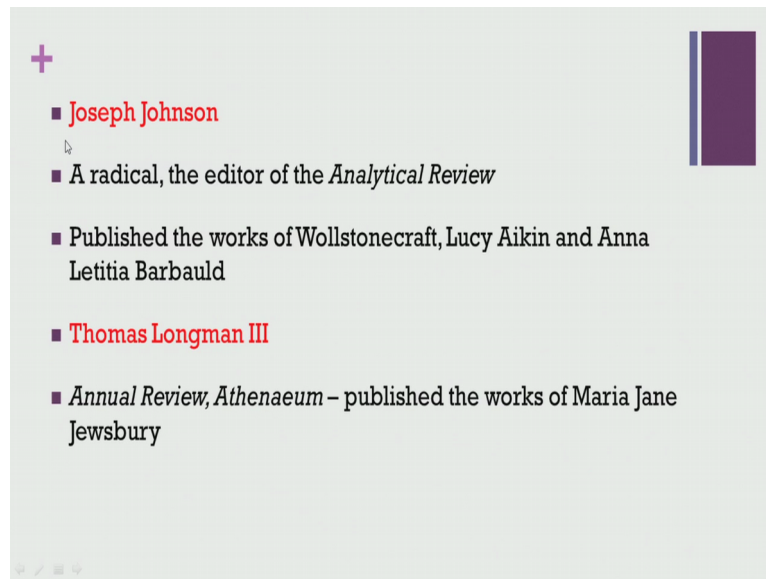 Joseph Johnson
A radical, the editor of the Analytical Review
Published the works of Wollstonecraft, Lucy Aikin and Anna
Letitia Barbauld
Thomas Longman III
Annual Review, Athenaeum – published the works of Maria Jane
Jewsbury